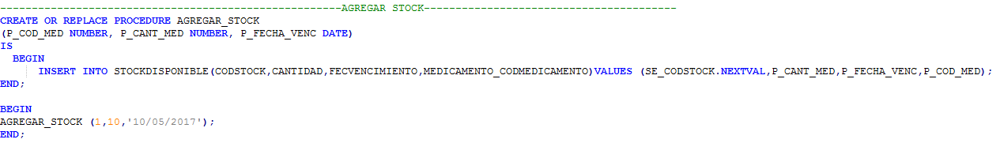 ------------------------------------------------------AGREGAR STOCK----------------------------------------
CREATE OR REPLACE PROCEDURE AGREGAR_STOCK
(P_COD_MED NUMBER, P_CANT_MED NUMBER, P_FECHA_VENC DATE)
IS
BEGIN
INSERT INTO STOCKDISPONIBLE(CODSTOCK,CANTIDAD,FECVENCIMIENTO,MEDICAMENTO_CODMEDICAMENTO)VALUES (SE_CODSTOCK.NEXTVAL,P_CANT_MED,P_FECHA_VENC,P_COD_MED);
END;
BEGIN
AGREGAR_STOCK (1,10,'10/05/2017');
END;